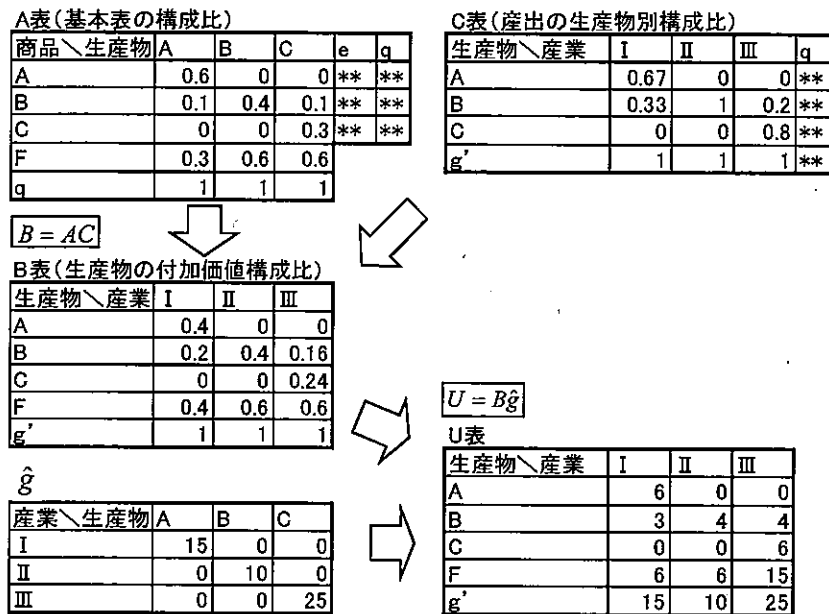 A表(基本表の構成比)
商品＼生産物 A B C e q
A 0.6 0 0 ** **
B 0.1 0.4 0.1 ** **
C 0 0 0.3 ** **
F 0.3 0.6 0.6
q 1 1 1
C表(産出の生産物別構成比)
生産物＼産業 Ⅰ Ⅱ Ⅲ q
A 0.67 0 0 **
B 0.33 1 0.2 **
C 0 0 0.8 **
g' 1 1 1 **
B = AC
B表(生産物の付加価値構成比)
生産物＼産業 Ⅰ Ⅱ Ⅲ
A 0.4 0 0
B 0.2 0.4 0.16
C 0 0 0.24
F 0.4 0.6 0.6
g' 1 1 1
ĝ
産業＼生産物 A B C
Ⅰ 15 0 0
Ⅱ 0 10 0
Ⅲ 0 0 25
U = Bĝ
U表
生産物＼産業 Ⅰ Ⅱ Ⅲ
A 6 0 0
B 3 4 4
C 0 0 6
F 6 6 15
g' 15 10 25